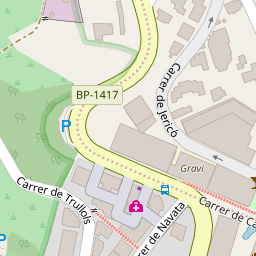 BP-1417
Carrer de Jericó
P
Gravi
Carrer de Trullols
Carrer de Navata
Carrer de Ca